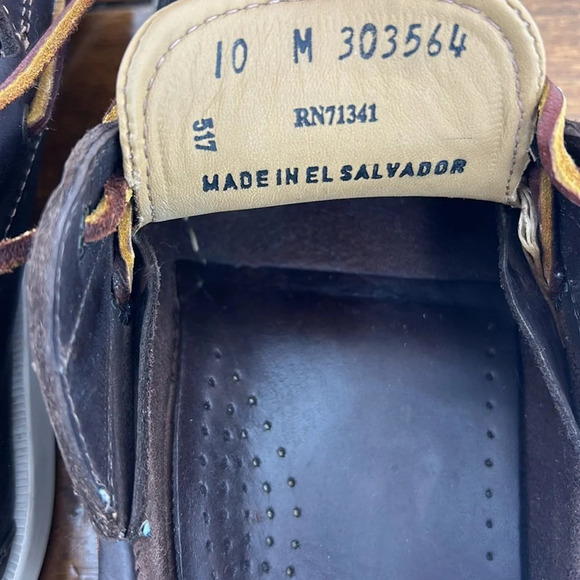 10 M 303564
RN71341
517
MADE IN EL SALVADOR